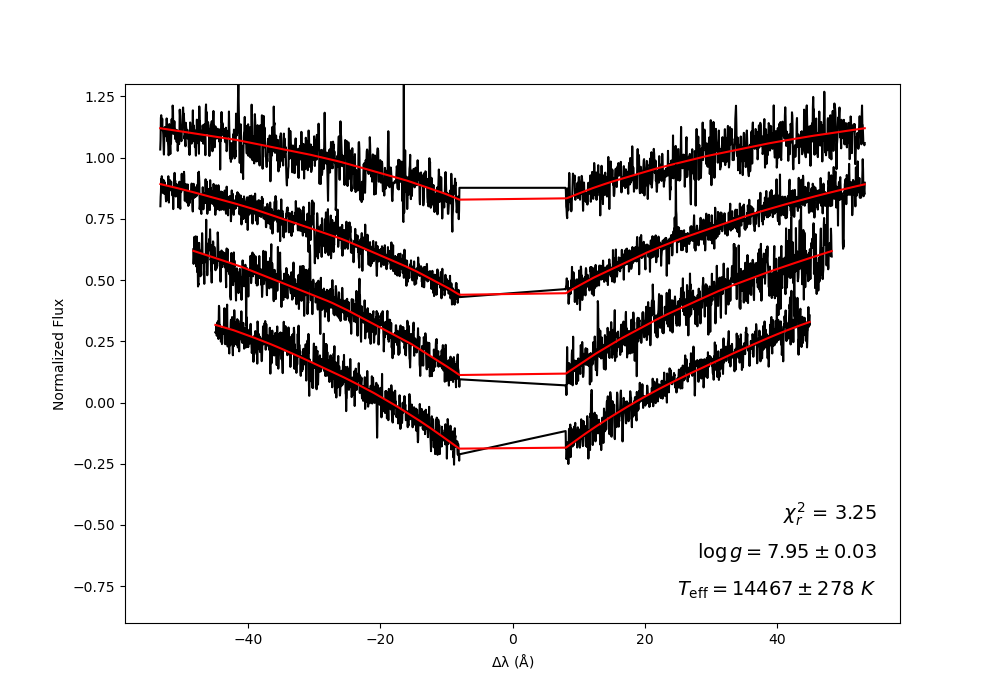 1.25
1.00
0.75
0.50
0.25
0.00
−0.25
−0.50
−0.75
Normalized Flux
χ²ᵣ = 3.25
log g = 7.95 ± 0.03
T_eff = 14467 ± 278 K
−40 −20 0 20 40
Δλ (Å)